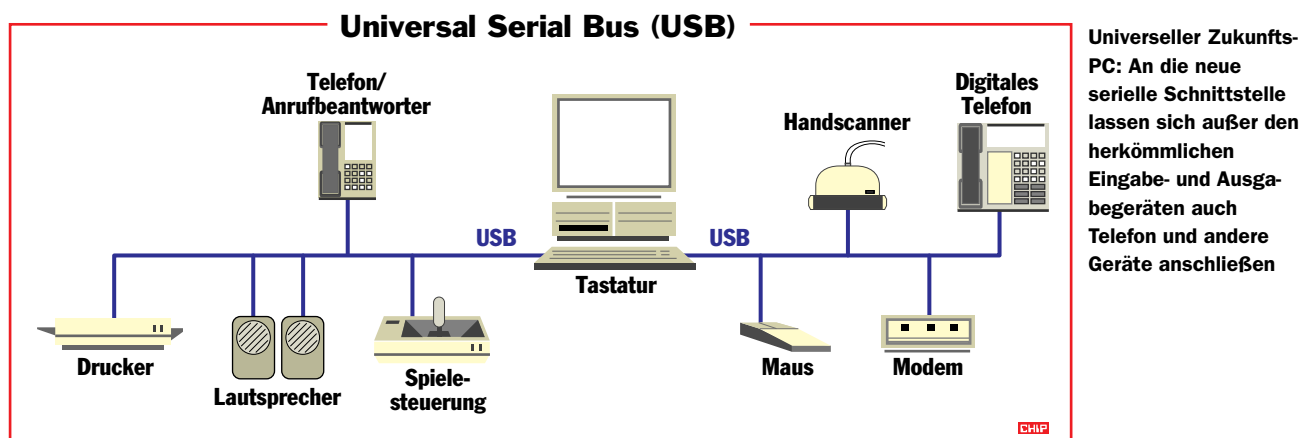 Universal Serial Bus (USB)
Telefon/
Anrufbeantworter
Handscanner
Digitales
Telefon
USB
USB
Tastatur
Drucker
Lautsprecher
Spiele-
steuerung
Maus
Modem
CHIP
Universeller Zukunfts-
PC: An die neue
serielle Schnittstelle
lassen sich außer den
herkömmlichen
Eingabe- und Ausga-
begeräten auch
Telefon und andere
Geräte anschließen